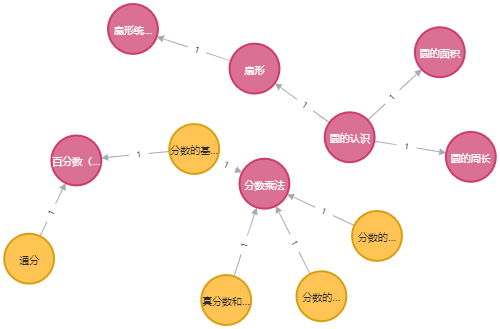 扇形统...
圆的面积
扇形
1
1
1
圆的认识
1
圆的周长
分数的基...
1
百分数（...
1
分数乘法
1
1
分数的...
通分
1
1
真分数和...
分数的...